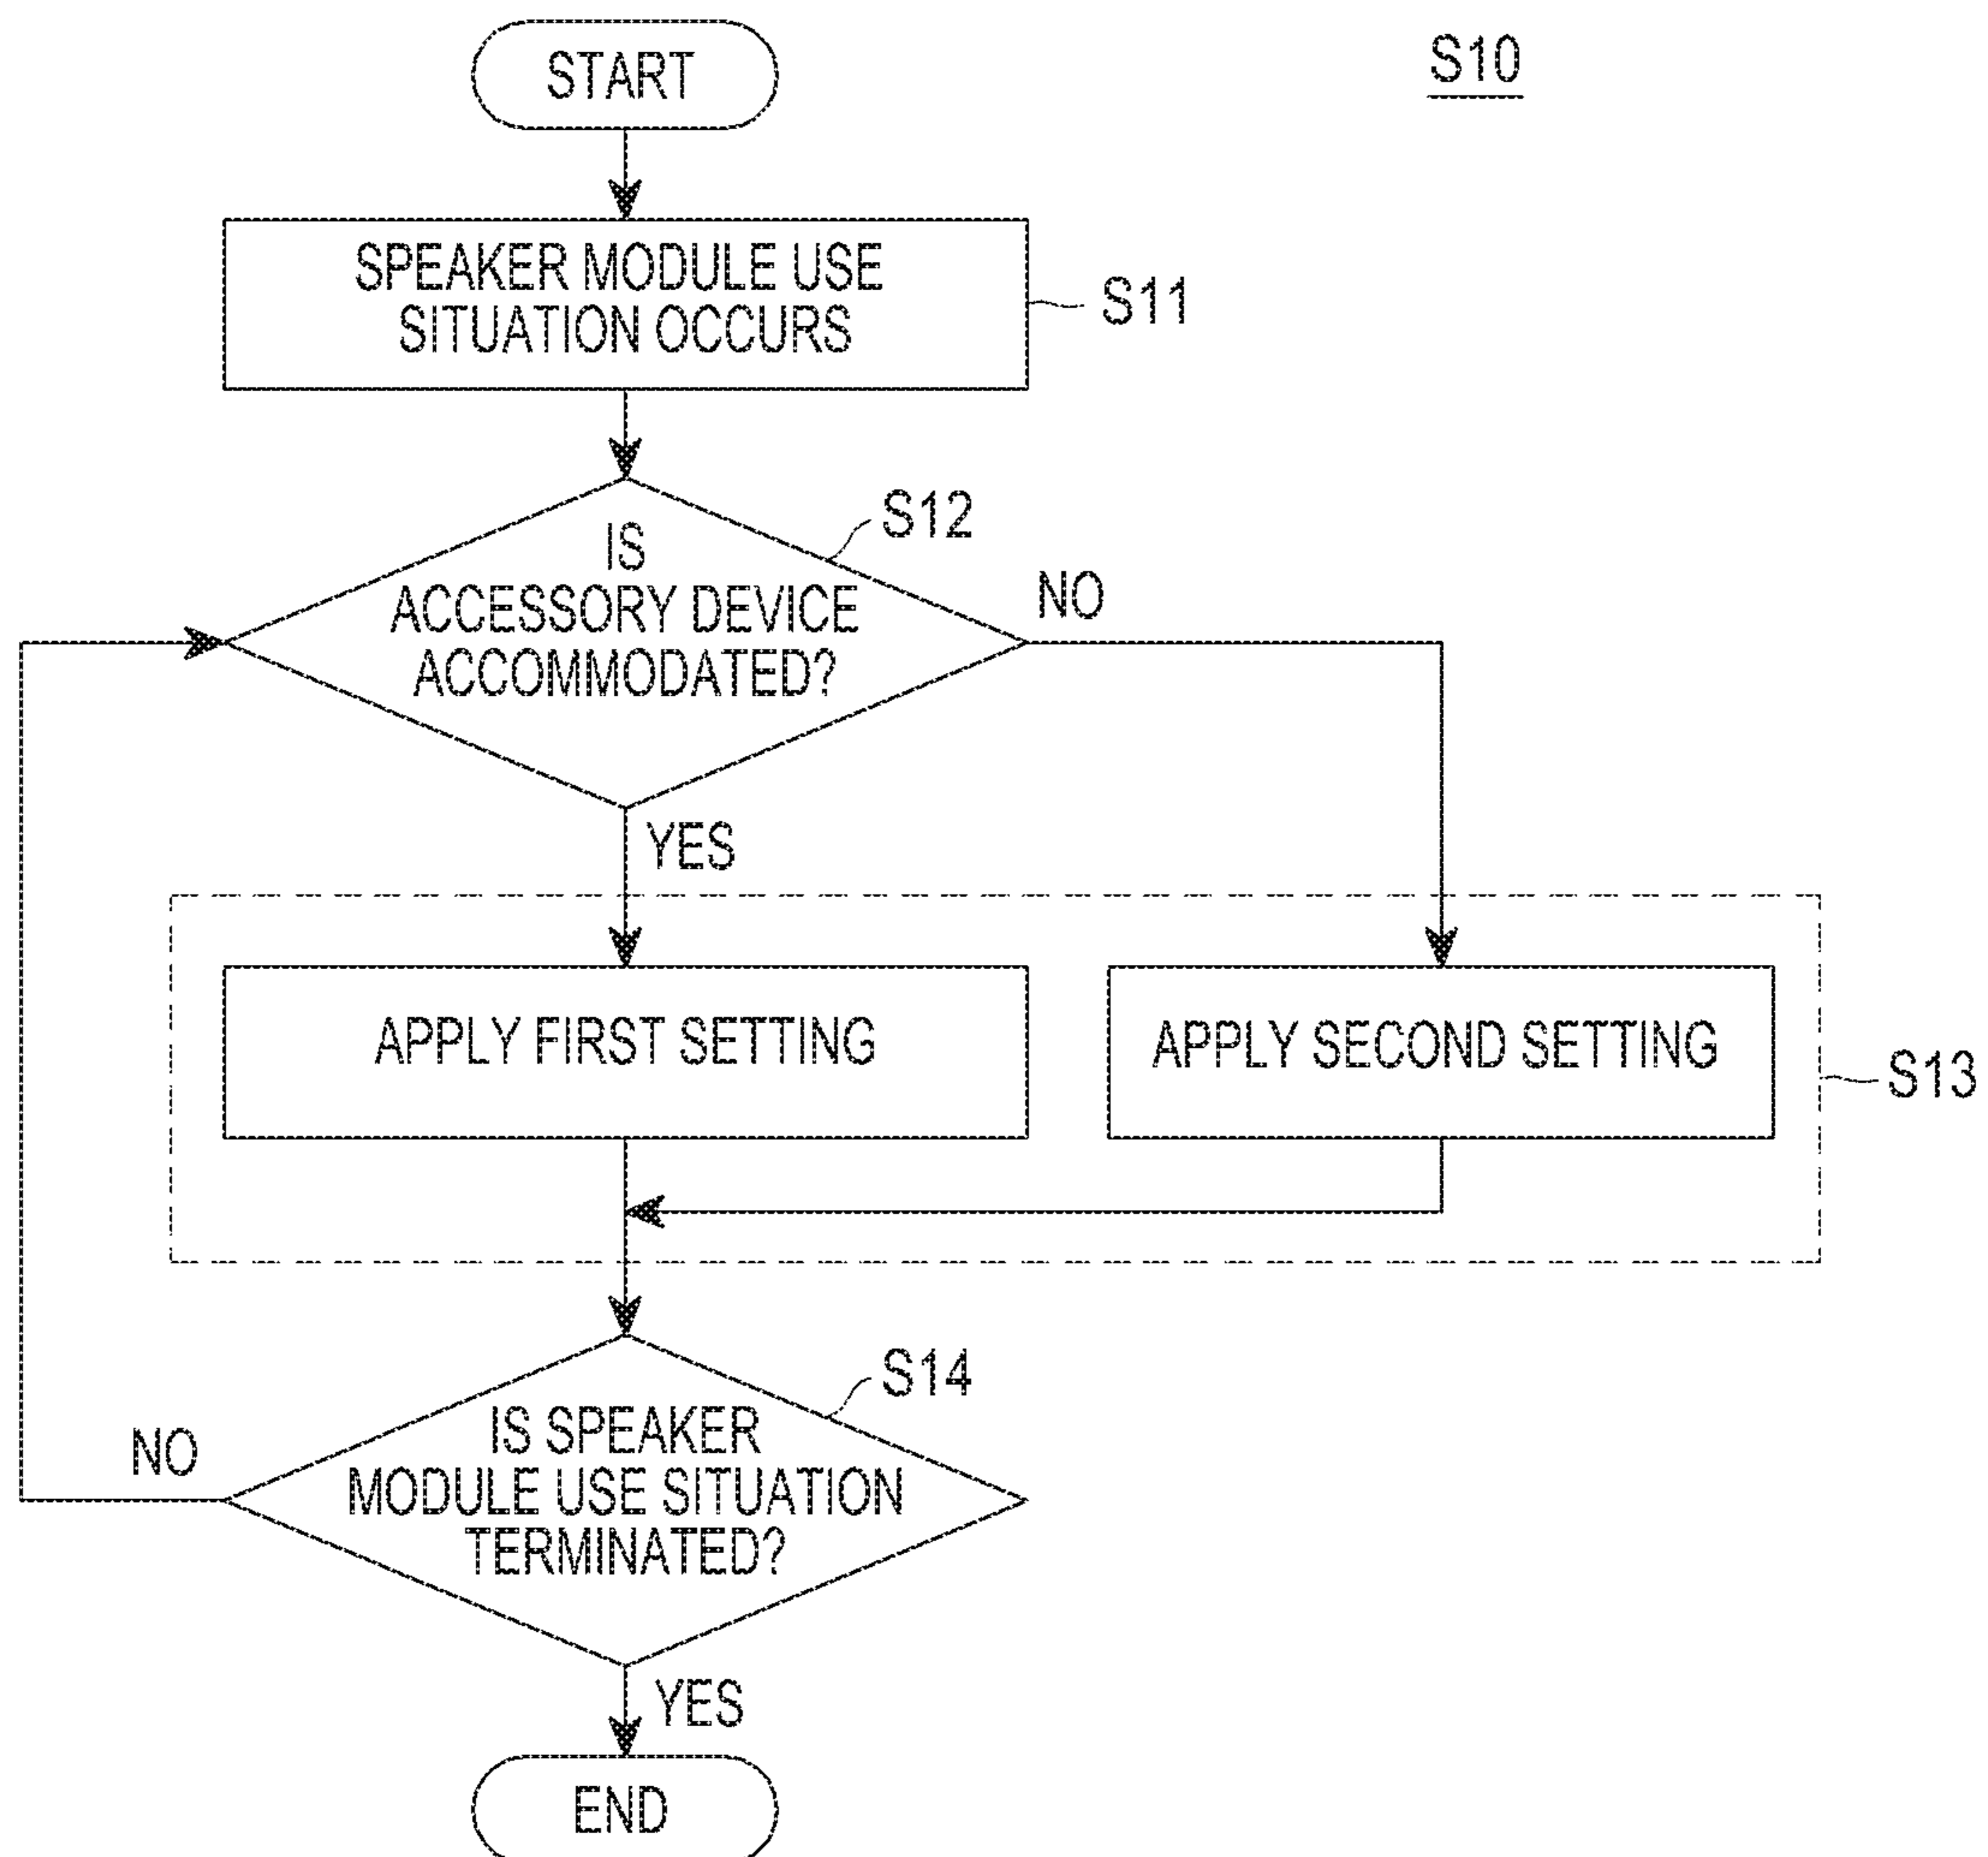 START
S10
SPEAKER MODULE USE
SITUATION OCCURS
S11
S12
IS
ACCESSORY DEVICE
ACCOMMODATED?
NO
YES
APPLY FIRST SETTING
APPLY SECOND SETTING
S13
S14
IS SPEAKER
MODULE USE SITUATION
TERMINATED?
NO
YES
END